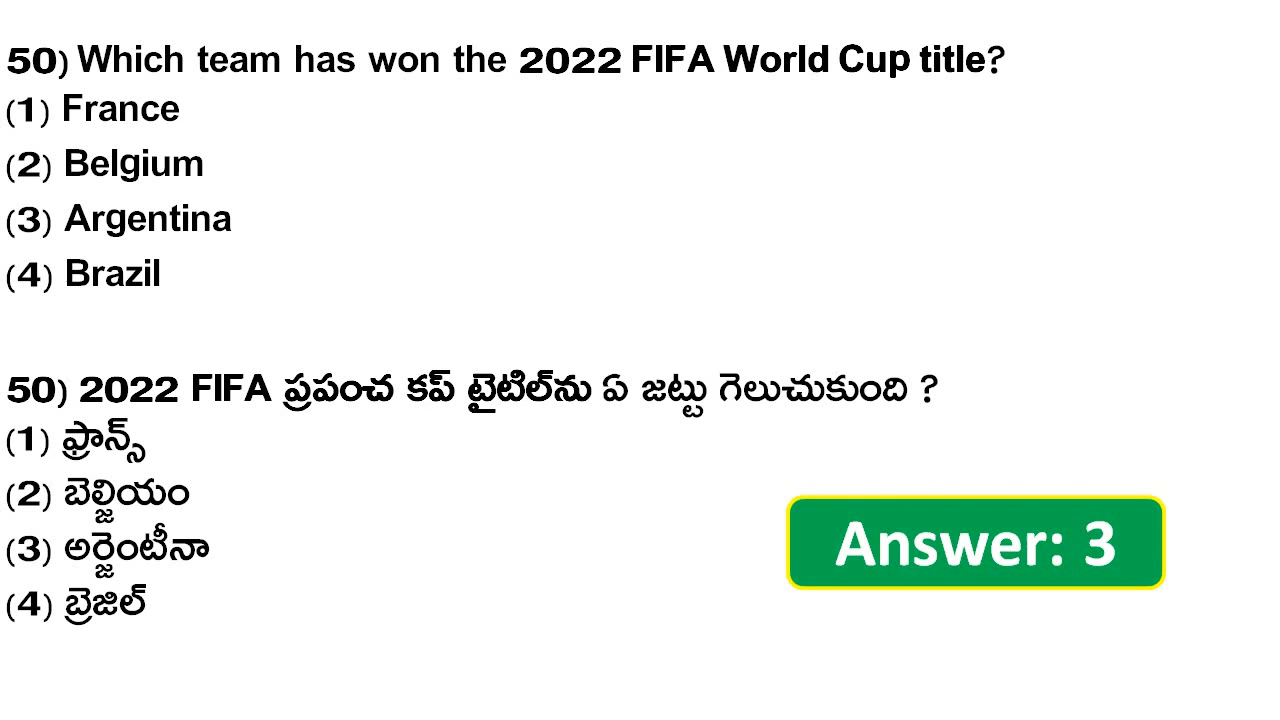 50) Which team has won the 2022 FIFA World Cup title?
(1) France
(2) Belgium
(3) Argentina
(4) Brazil
50) 2022 FIFA ప్రపంచ కప్ టైటిల్‌ను ఏ జట్టు గెలుచుకుంది ?
(1) ఫ్రాన్స్
(2) బెల్జియం
(3) అర్జెంటీనా
(4) బ్రెజిల్
Answer: 3